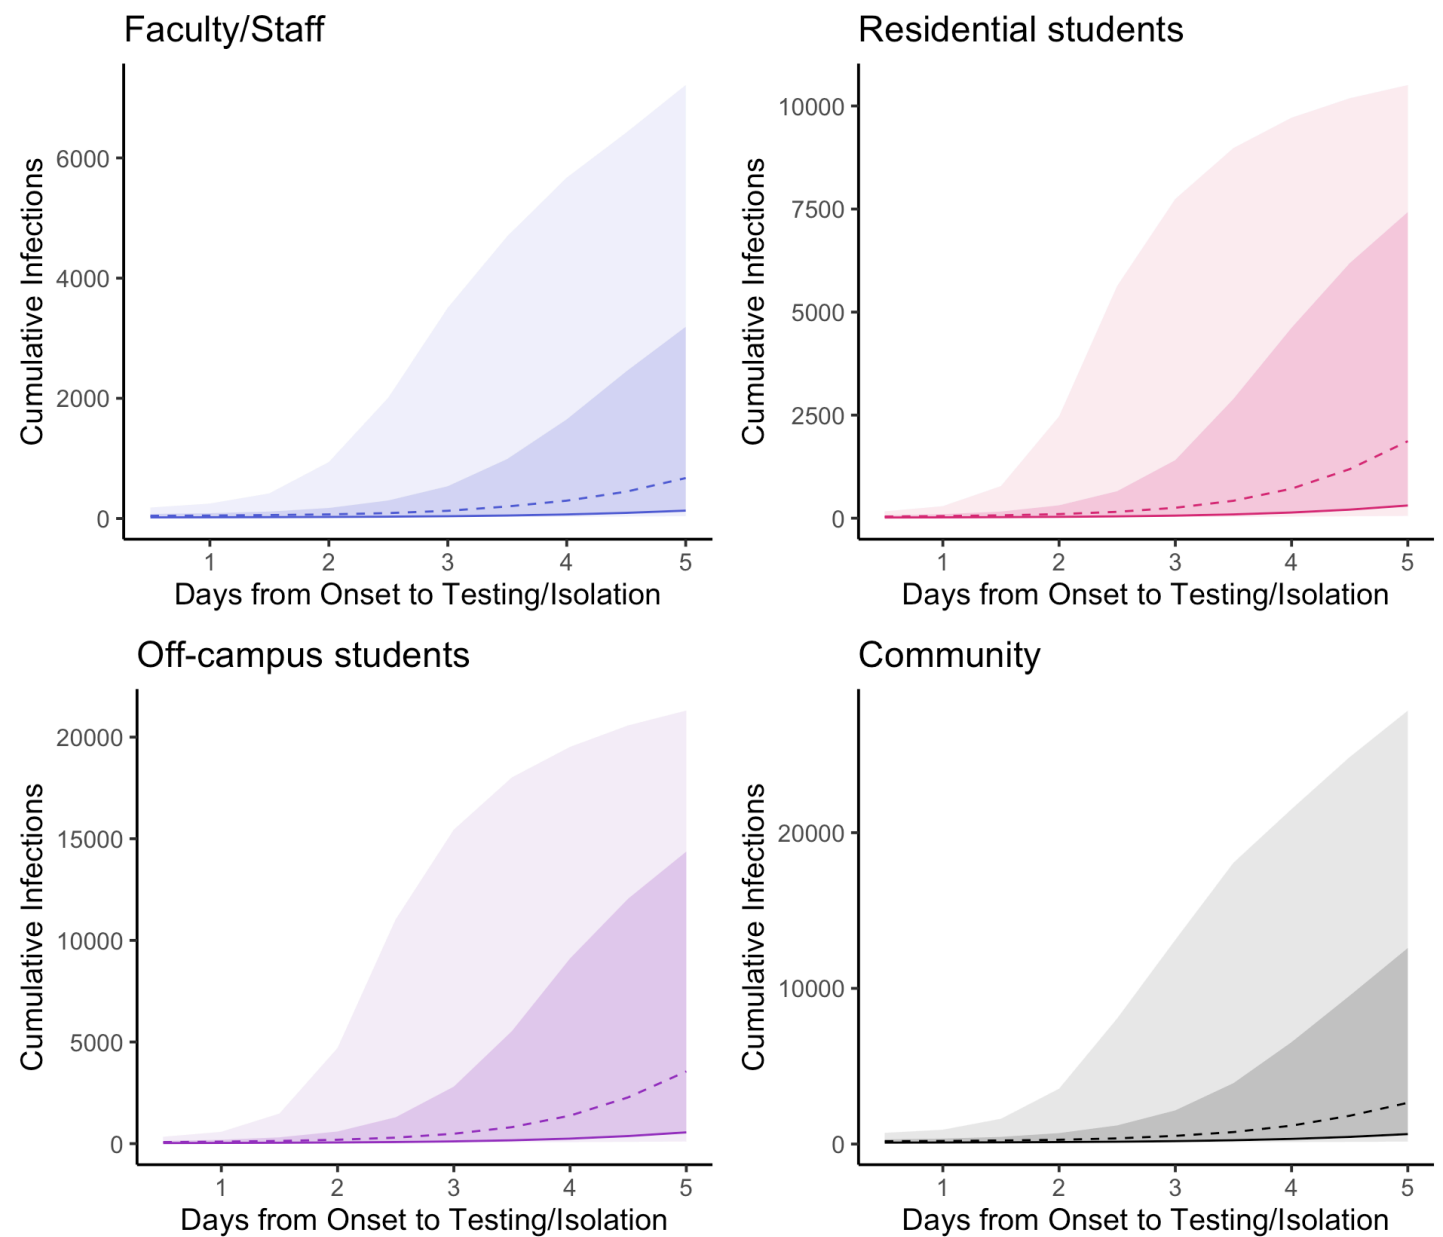 Faculty/Staff
Cumulative Infections
6000
4000
2000
0
1 2 3 4 5
Days from Onset to Testing/Isolation
Residential students
Cumulative Infections
10000
7500
5000
2500
0
1 2 3 4 5
Days from Onset to Testing/Isolation
Off-campus students
Cumulative Infections
20000
15000
10000
5000
0
1 2 3 4 5
Days from Onset to Testing/Isolation
Community
Cumulative Infections
20000
10000
0
1 2 3 4 5
Days from Onset to Testing/Isolation